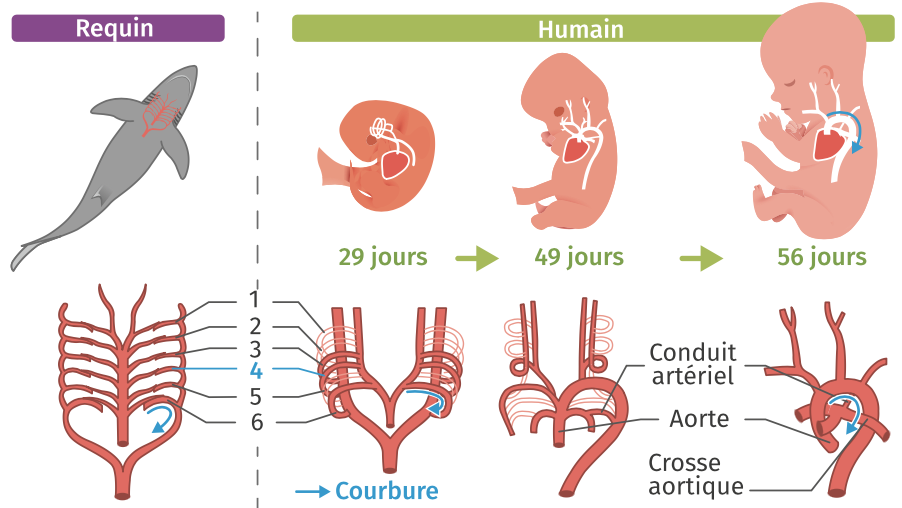 Requin
Humain
29 jours
49 jours
56 jours
1
2
3
4
5
6
Conduit
artériel
Aorte
Crosse
aortique
Courbure